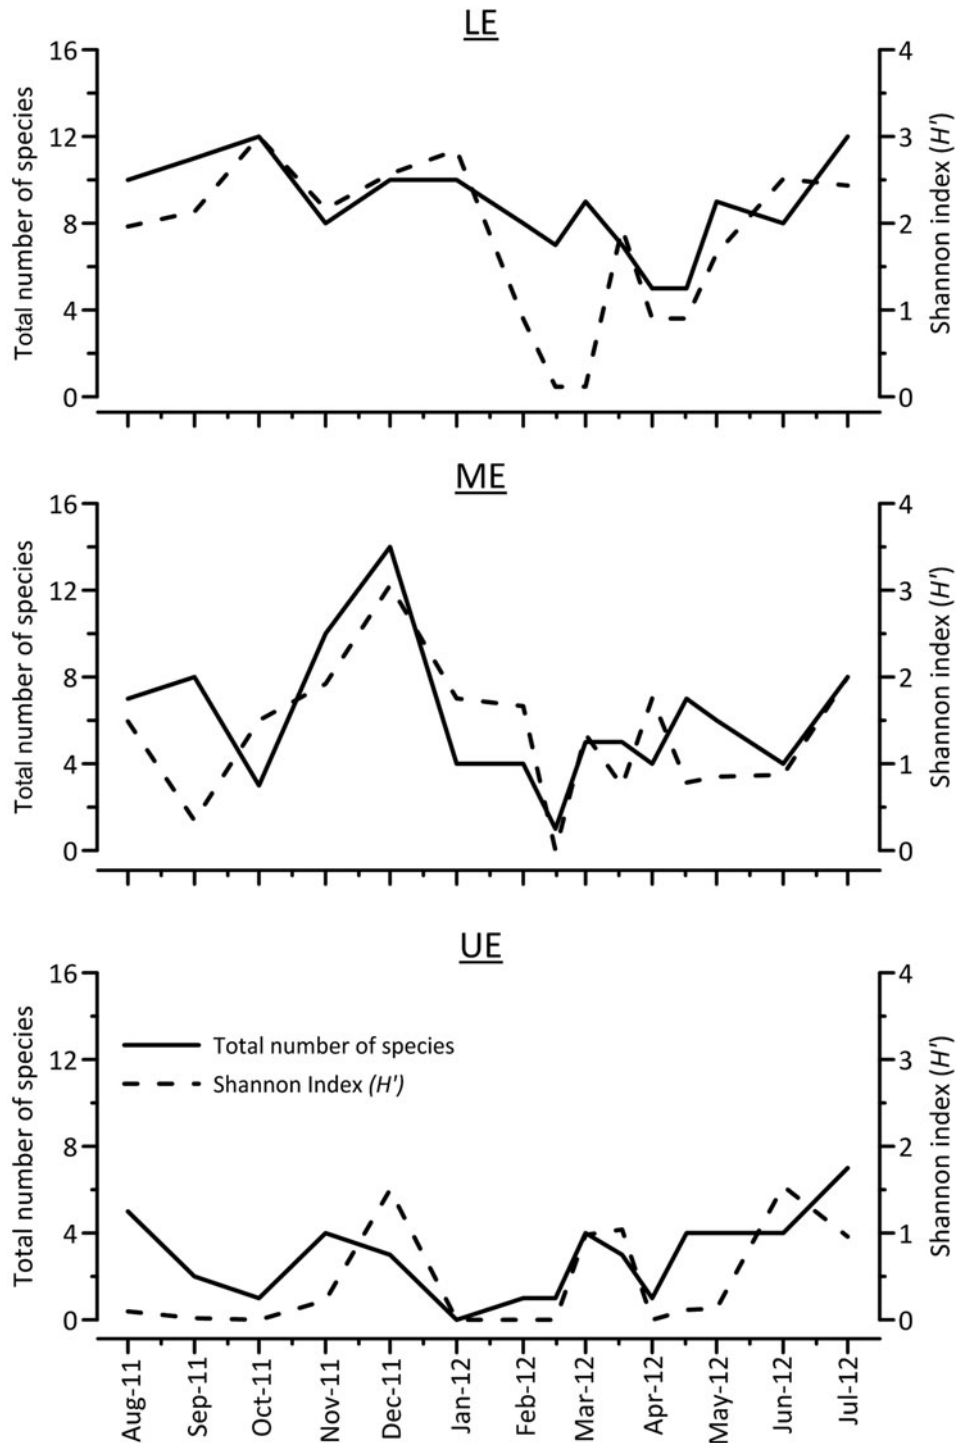 LE
16
12
8
4
0
Total number of species
4
3
2
1
0
Shannon index (H')
ME
16
12
8
4
0
Total number of species
4
3
2
1
0
Shannon index (H')
UE
16
12
8
4
0
Total number of species
Total number of species
Shannon Index (H')
4
3
2
1
0
Shannon index (H')
Aug-11
Sep-11
Oct-11
Nov-11
Dec-11
Jan-12
Feb-12
Mar-12
Apr-12
May-12
Jun-12
Jul-12